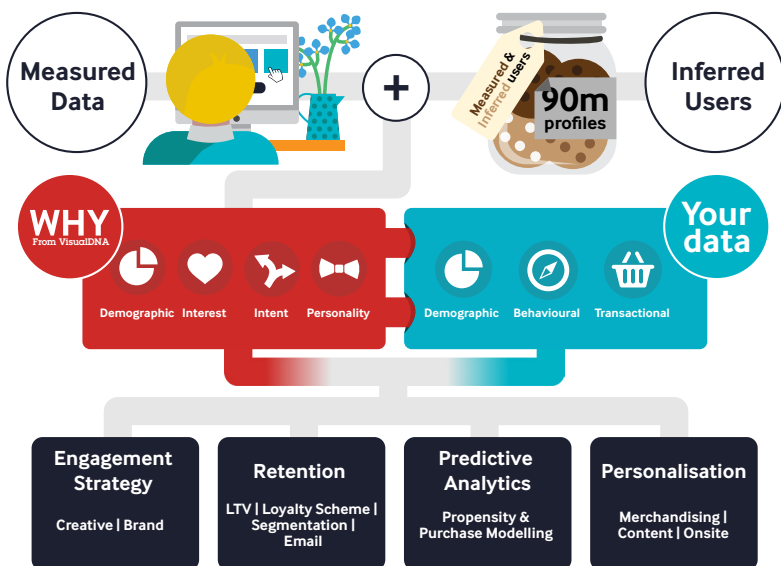 Measured
Data
+
Measured &
Inferred users
90m
profiles
Inferred
Users
WHY
From VisualDNA
Demographic
Interest
Intent
Personality
Your
data
Demographic
Behavioural
Transactional
Engagement
Strategy
Creative | Brand
Retention
LTV | Loyalty Scheme |
Segmentation |
Email
Predictive
Analytics
Propensity &
Purchase Modelling
Personalisation
Merchandising |
Content | Onsite